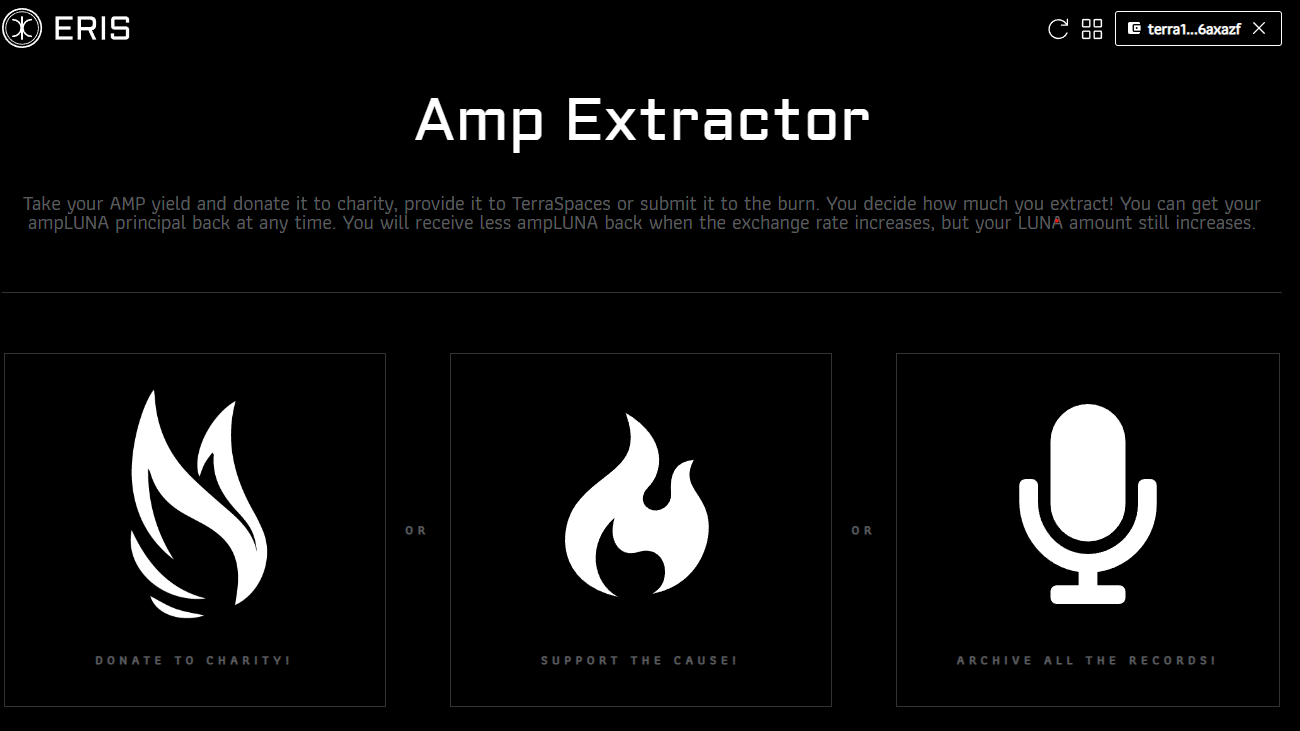 ERIS
terra1...6axazf
Amp Extractor
Take your AMP yield and donate it to charity, provide it to TerraSpaces or submit it to the burn. You decide how much you extract! You can get your
ampLUNA principal back at any time. You will receive less ampLUNA back when the exchange rate increases, but your LUNA amount still increases.
OR
OR
DONATE TO CHARITY!
SUPPORT THE CAUSE!
ARCHIVE ALL THE RECORDS!